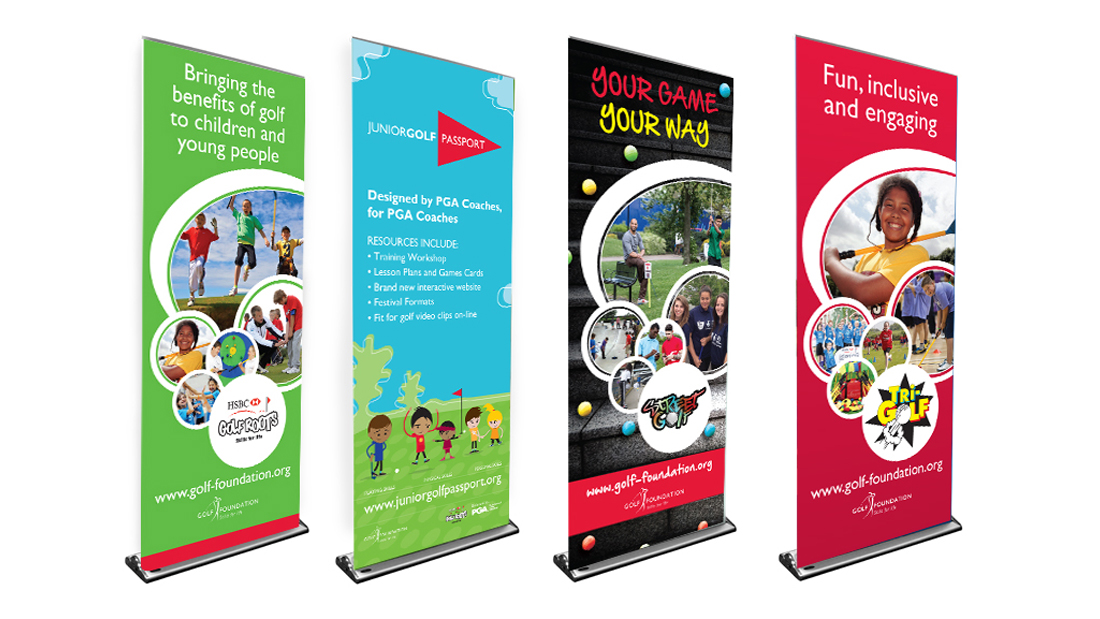 Bringing the
benefits of golf
to children and
young people
HSBC
GOLF ROOTS
Skills for life
www.golf-foundation.org
GOLF FOUNDATION
Skills for life
JUNIORGOLF PASSPORT
Designed by PGA Coaches,
for PGA Coaches
RESOURCES INCLUDE:
• Training Workshop
• Lesson Plans and Games Cards
• Brand new interactive website
• Festival Formats
• Fit for golf video clips on-line
www.juniorgolfpassport.org
GOLF FOUNDATION
PGA
YOUR GAME
YOUR WAY
STREET
GOLF
www.golf-foundation.org
GOLF FOUNDATION
Skills for life
Fun, inclusive
and engaging
TRI-
GOLF
www.golf-foundation.org
GOLF FOUNDATION
Skills for life